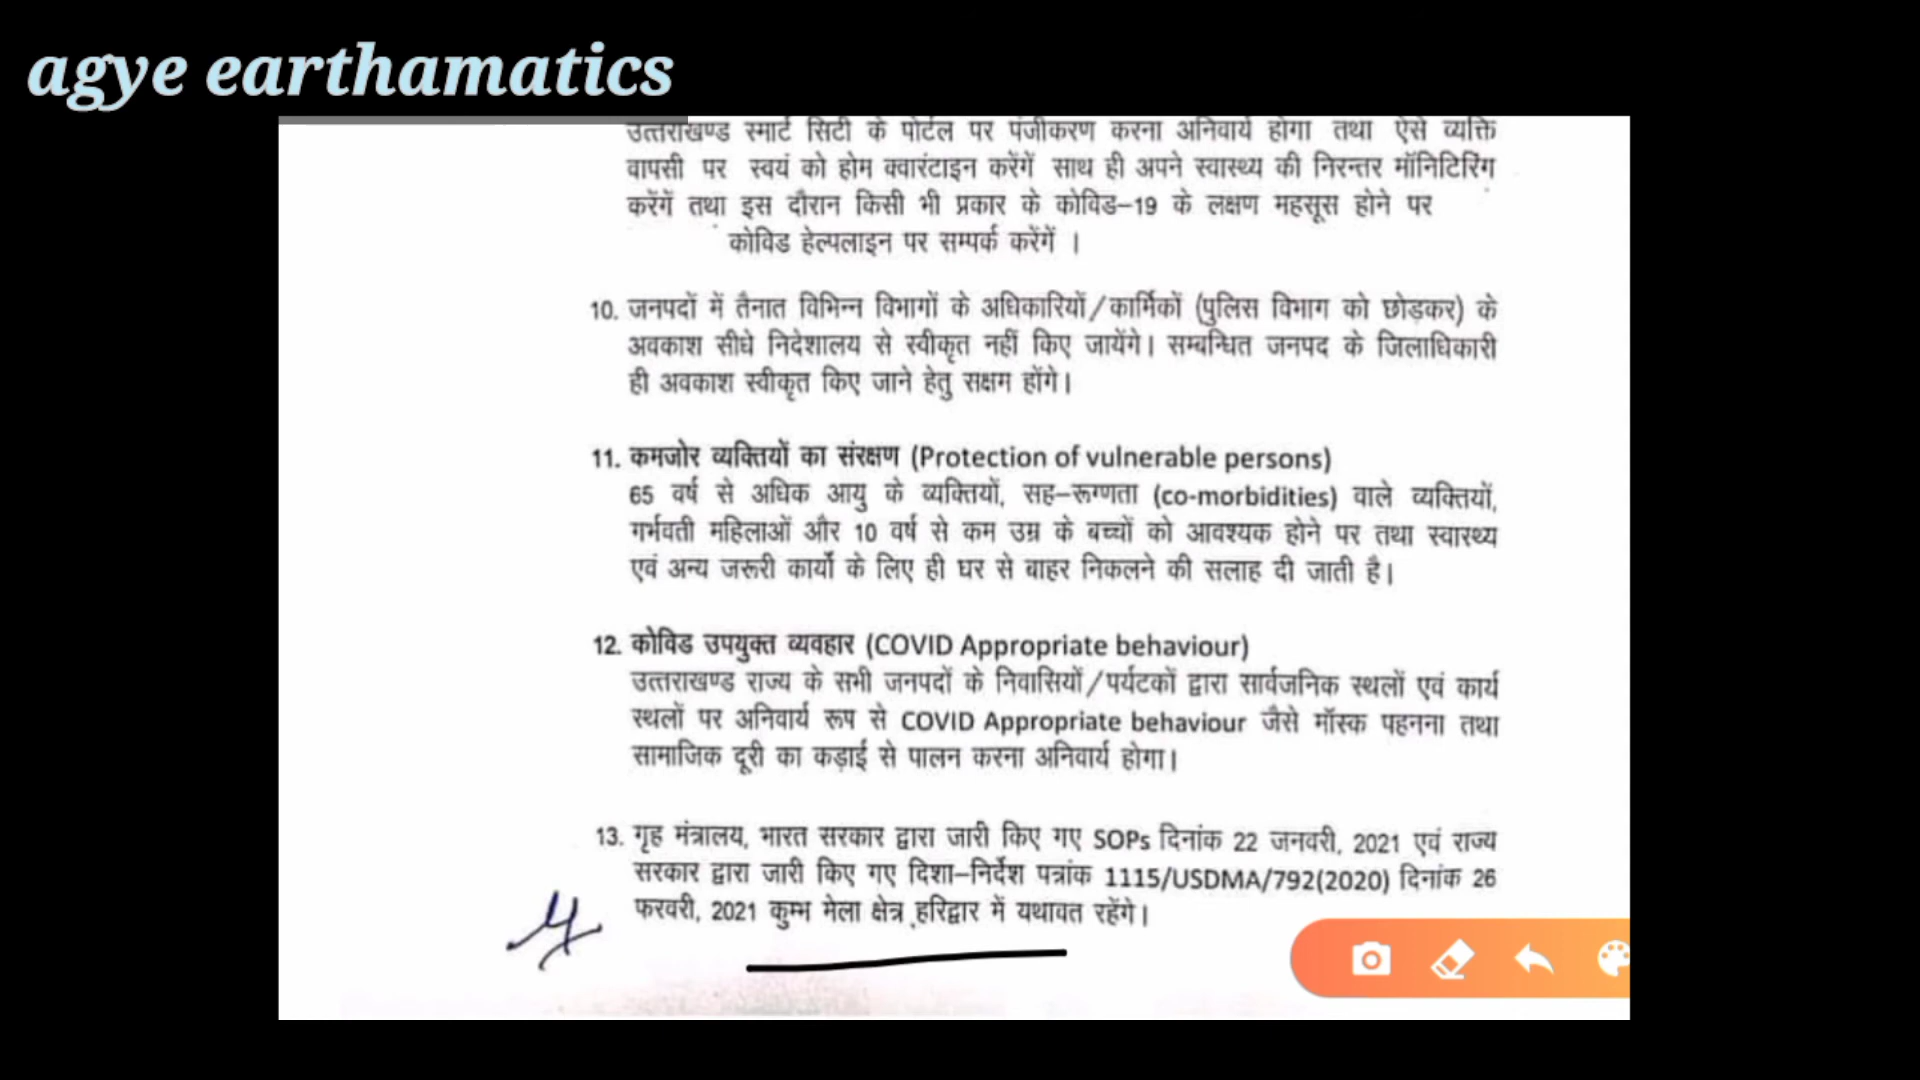 agye earthamatics
उत्तराखण्ड स्मार्ट सिटी के पोर्टल पर पंजीकरण करना अनिवार्य होगा तथा ऐसे व्यक्ति
वापसी पर स्वयं को होम क्वारंटाइन करेंगें साथ ही अपने स्वास्थ्य की निरन्तर मॉनिटिरिंग
करेंगें तथा इस दौरान किसी भी प्रकार के कोविड–19 के लक्षण महसूस होने पर
कोविड हेल्पलाइन पर सम्पर्क करेंगें ।
10. जनपदों में तैनात विभिन्न विभागों के अधिकारियों/कार्मिकों (पुलिस विभाग को छोड़कर) के
अवकाश सीधे निदेशालय से स्वीकृत नहीं किए जायेंगे। सम्बन्धित जनपद के जिलाधिकारी
ही अवकाश स्वीकृत किए जाने हेतु सक्षम होंगे।
11. कमजोर व्यक्तियों का संरक्षण (Protection of vulnerable persons)
65 वर्ष से अधिक आयु के व्यक्तियों, सह–रूग्णता (co-morbidities) वाले व्यक्तियों,
गर्भवती महिलाओं और 10 वर्ष से कम उम्र के बच्चों को आवश्यक होने पर तथा स्वास्थ्य
एवं अन्य जरूरी कार्यों के लिए ही घर से बाहर निकलने की सलाह दी जाती है।
12. कोविड उपयुक्त व्यवहार (COVID Appropriate behaviour)
उत्तराखण्ड राज्य के सभी जनपदों के निवासियों/पर्यटकों द्वारा सार्वजनिक स्थलों एवं कार्य
स्थलों पर अनिवार्य रूप से COVID Appropriate behaviour जैसे मॉस्क पहनना तथा
सामाजिक दूरी का कड़ाई से पालन करना अनिवार्य होगा।
13. गृह मंत्रालय, भारत सरकार द्वारा जारी किए गए SOPs दिनांक 22 जनवरी, 2021 एवं राज्य
सरकार द्वारा जारी किए गए दिशा–निर्देश पत्रांक 1115/USDMA/792(2020) दिनांक 26
फरवरी, 2021 कुम्भ मेला क्षेत्र हरिद्वार में यथावत रहेंगे।